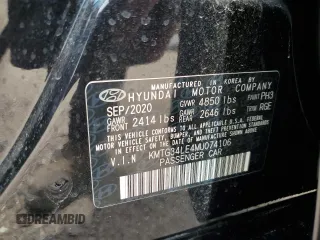 MANUFACTURED IN KOREA BY
HYUNDAI MOTOR COMPANY
SEP/2020 GVWR 4850 lbs PAINT PH3
GAWR FRONT 2414 lbs GAWR REAR 2646 lbs TRIM RGE
THIS VEHICLE CONFORMS TO ALL APPLICABLE U.S.A. FEDERAL
MOTOR VEHICLE SAFETY, BUMPER, AND THEFT PREVENTION
STANDARDS IN EFFECT ON THE DATE OF MANUFACTURE SHOWN ABOVE.
V.I.N KMTG34LE4MU074106
PASSENGER CAR
DREAMBID